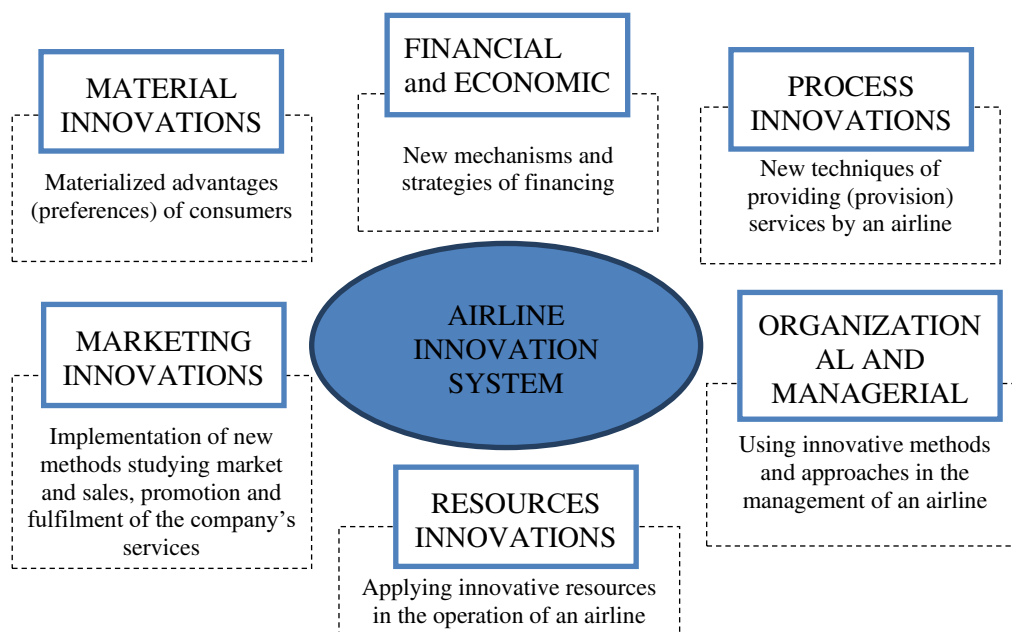 MATERIAL
INNOVATIONS
Materialized advantages
(preferences) of consumers
FINANCIAL
and ECONOMIC
New mechanisms and
strategies of financing
PROCESS
INNOVATIONS
New techniques of
providing (provision)
services by an airline
AIRLINE
INNOVATION
SYSTEM
MARKETING
INNOVATIONS
Implementation of new
methods studying market
and sales, promotion and
fulfilment of the company’s
services
RESOURCES
INNOVATIONS
Applying innovative resources
in the operation of an airline
ORGANIZATION
AL AND
MANAGERIAL
Using innovative methods
and approaches in the
management of an airline